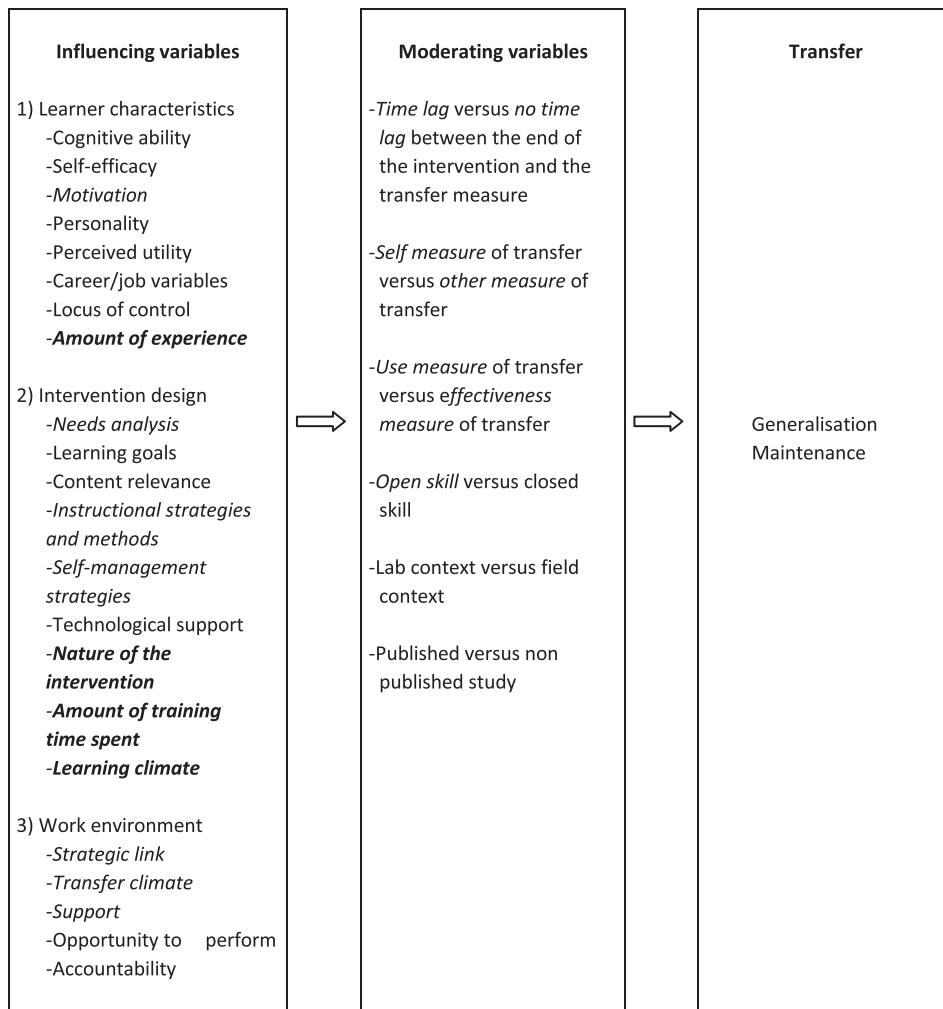 Influencing variables
1) Learner characteristics
-Cognitive ability
-Self-efficacy
-Motivation
-Personality
-Perceived utility
-Career/job variables
-Locus of control
-Amount of experience
2) Intervention design
-Needs analysis
-Learning goals
-Content relevance
-Instructional strategies
and methods
-Self-management
strategies
-Technological support
-Nature of the
intervention
-Amount of training
time spent
-Learning climate
3) Work environment
-Strategic link
-Transfer climate
-Support
-Opportunity to perform
-Accountability
Moderating variables
-Time lag versus no time
lag between the end of
the intervention and the
transfer measure
-Self measure of transfer
versus other measure of
transfer
-Use measure of transfer
versus effectiveness
measure of transfer
-Open skill versus closed
skill
-Lab context versus field
context
-Published versus non
published study
Transfer
Generalisation
Maintenance